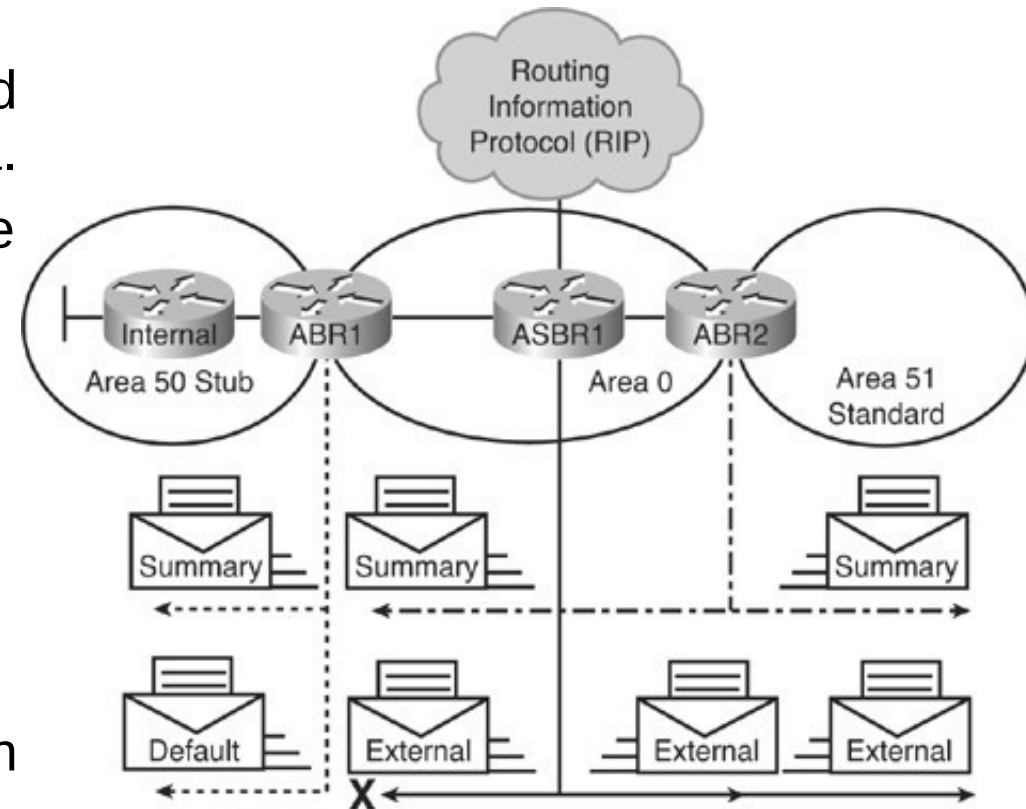 d
.
e
Routing
Information
Protocol (RIP)
Internal
ABR1
ASBR1
ABR2
Area 50 Stub
Area 0
Area 51
Standard
Summary
Summary
Summary
Default
External
External
External
n
X